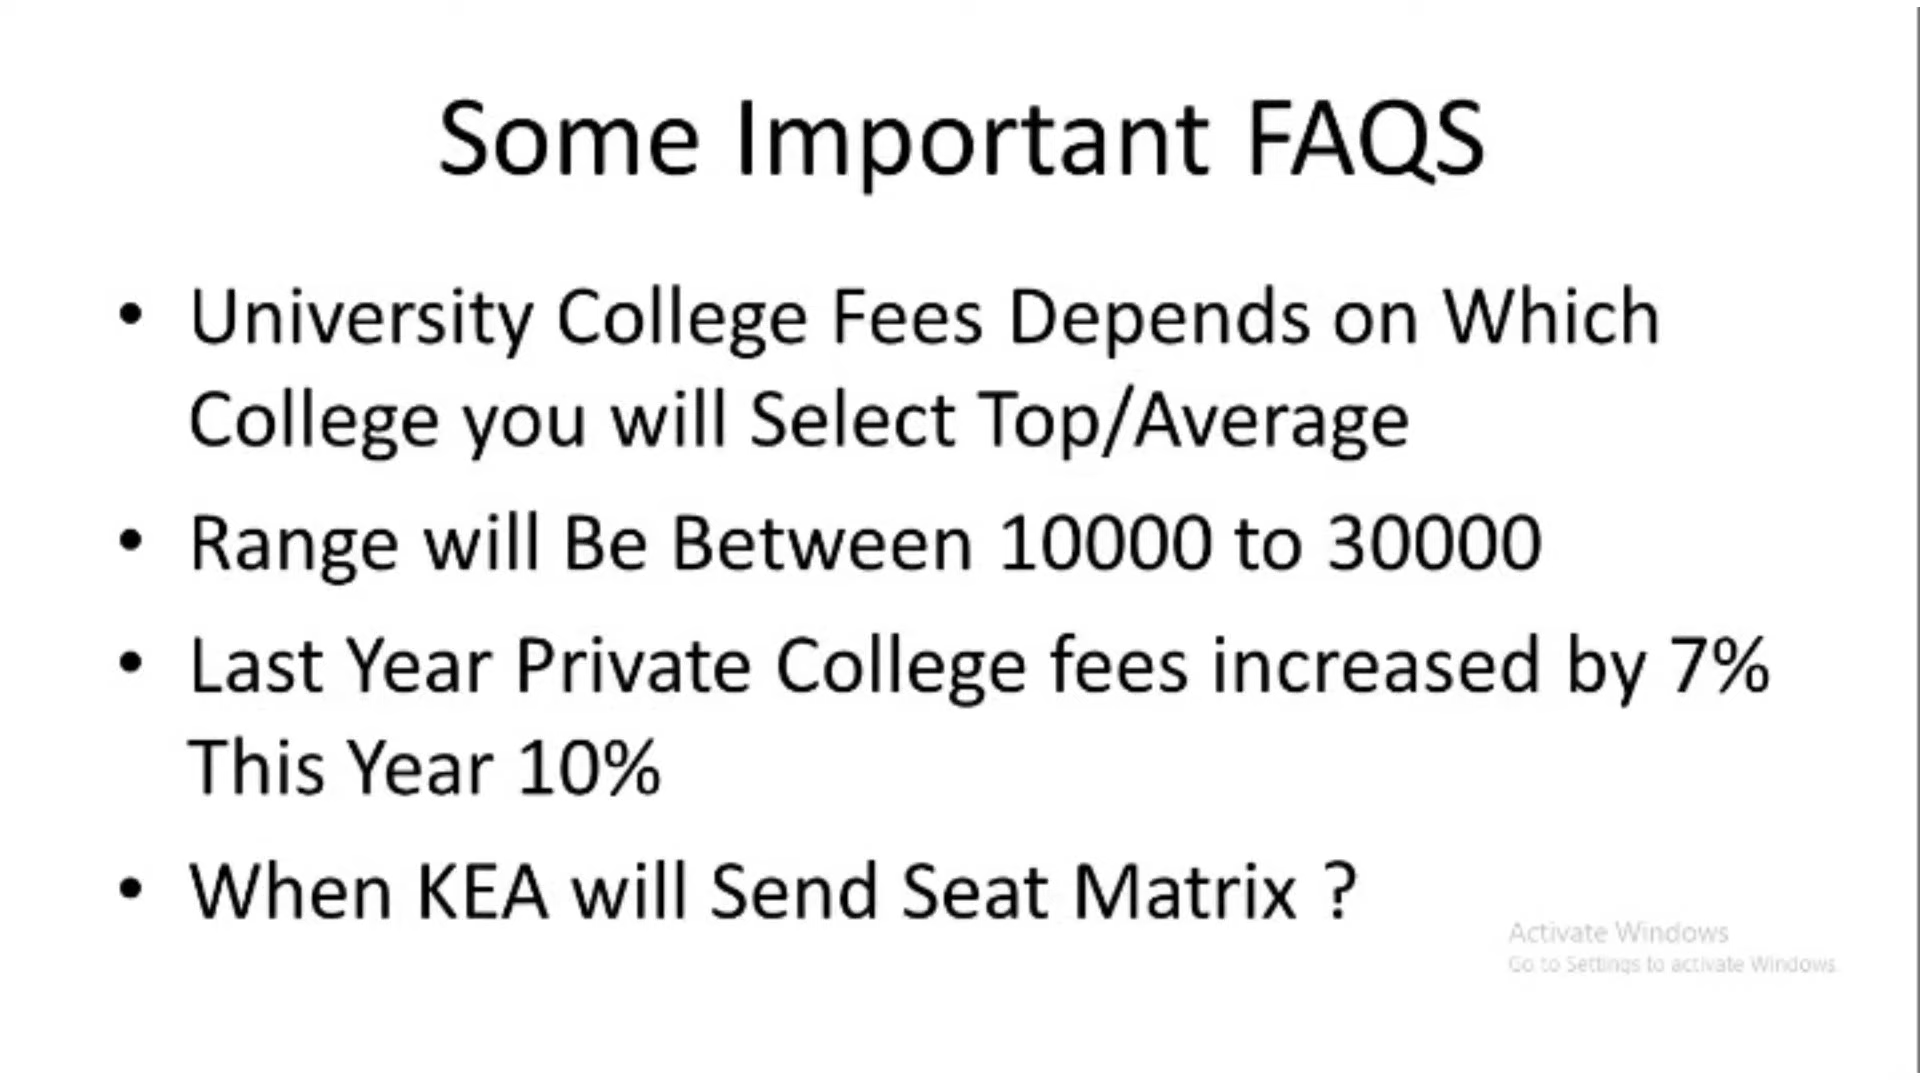 Some Important FAQS
• University College Fees Depends on Which
College you will Select Top/Average
• Range will Be Between 10000 to 30000
• Last Year Private College fees increased by 7%
This Year 10%
• When KEA will Send Seat Matrix ?
Activate Windows
Go to Settings to activate Windows.